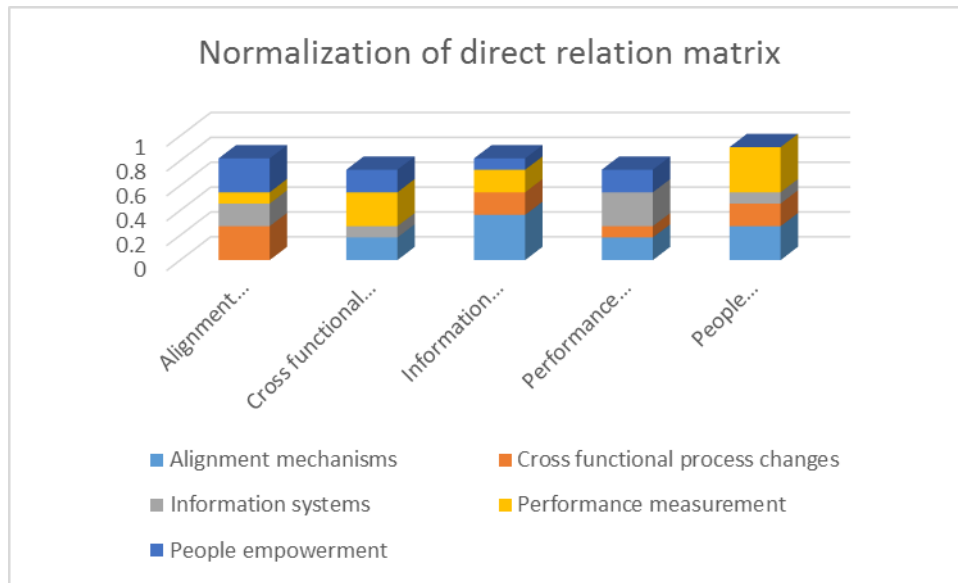 Normalization of direct relation matrix
1
0.8
0.6
0.4
0.2
0
Alignment...
Cross functional...
Information...
Performance...
People...
Alignment mechanisms
Cross functional process changes
Information systems
Performance measurement
People empowerment